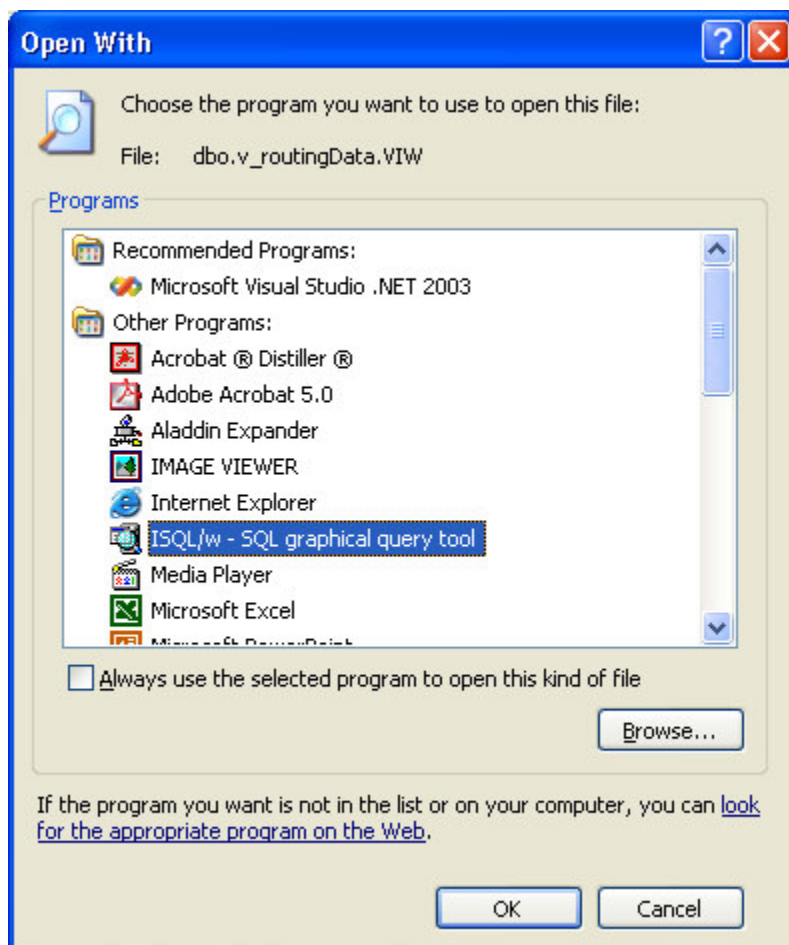 Open With
Choose the program you want to use to open this file:
File: dbo.v_routingData.VIW
Programs
Recommended Programs:
Microsoft Visual Studio .NET 2003
Other Programs:
Acrobat ® Distiller ®
Adobe Acrobat 5.0
Aladdin Expander
IMAGE VIEWER
Internet Explorer
ISQL/w - SQL graphical query tool
Media Player
Microsoft Excel
Microsoft PowerPoint
Always use the selected program to open this kind of file
Browse...
If the program you want is not in the list or on your computer, you can look
for the appropriate program on the Web.
OK
Cancel